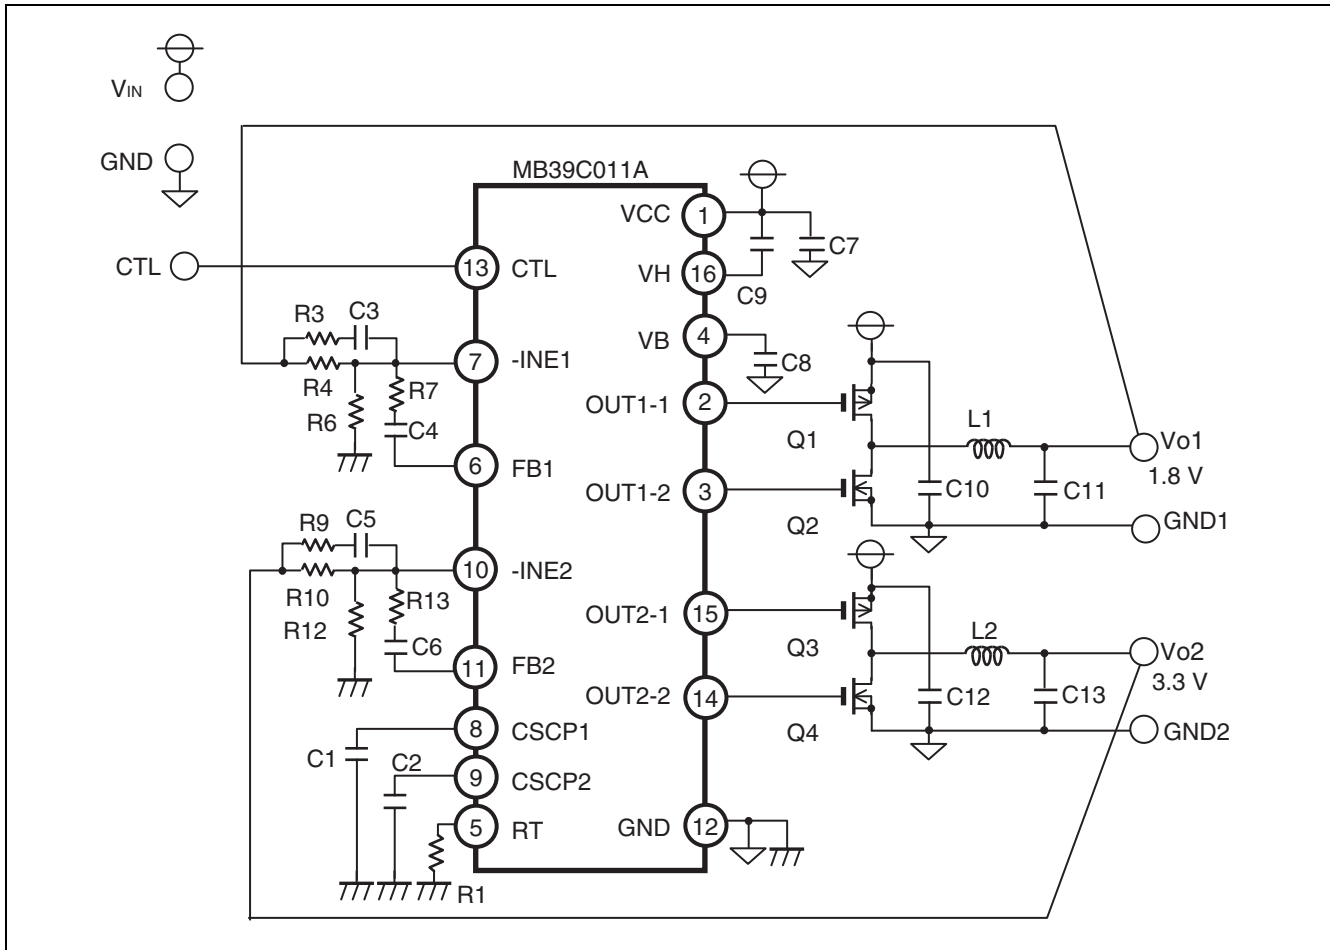 VIN
GND
CTL
MB39C011A
VCC 1
C7
13 CTL
VH 16
C9
R3 C3
VB 4
C8
7 -INE1
R4 R7
OUT1-1 2
R6
C4
Q1
L1
Vo1
1.8 V
6 FB1
OUT1-2 3
C10
C11
Q2
GND1
R9 C5
10 -INE2
R10 R13
R12
OUT2-1 15
C6
Q3
L2
Vo2
3.3 V
11 FB2
OUT2-2 14
C12
C13
Q4
GND2
8 CSCP1
C1
C2
9 CSCP2
5 RT
GND 12
R1